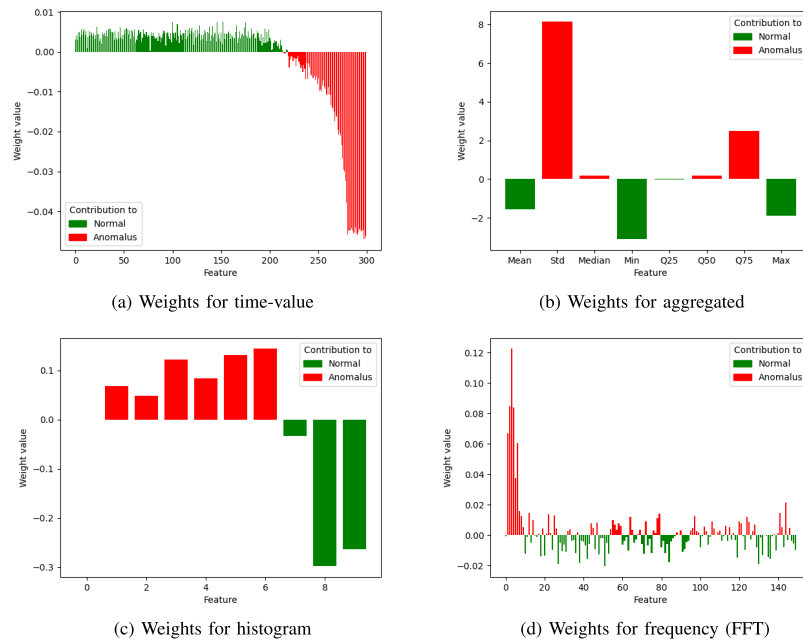 0.01
0.00
−0.01
−0.02
−0.03
−0.04
Weight value
Contribution to
Normal
Anomalus
0
50
100
150
200
250
300
Feature
(a) Weights for time-value
8
6
4
2
0
−2
Weight value
Contribution to
Normal
Anomalus
Mean Std Median Min Q25 Q50 Q75 Max
Feature
(b) Weights for aggregated
0.1
0.0
−0.1
−0.2
−0.3
Weight value
Contribution to
Normal
Anomalus
0
2
4
6
8
Feature
(c) Weights for histogram
0.12
0.10
0.08
0.06
0.04
0.02
0.00
−0.02
Weight value
Contribution to
Normal
Anomalus
0
20
40
60
80
100
120
140
Feature
(d) Weights for frequency (FFT)